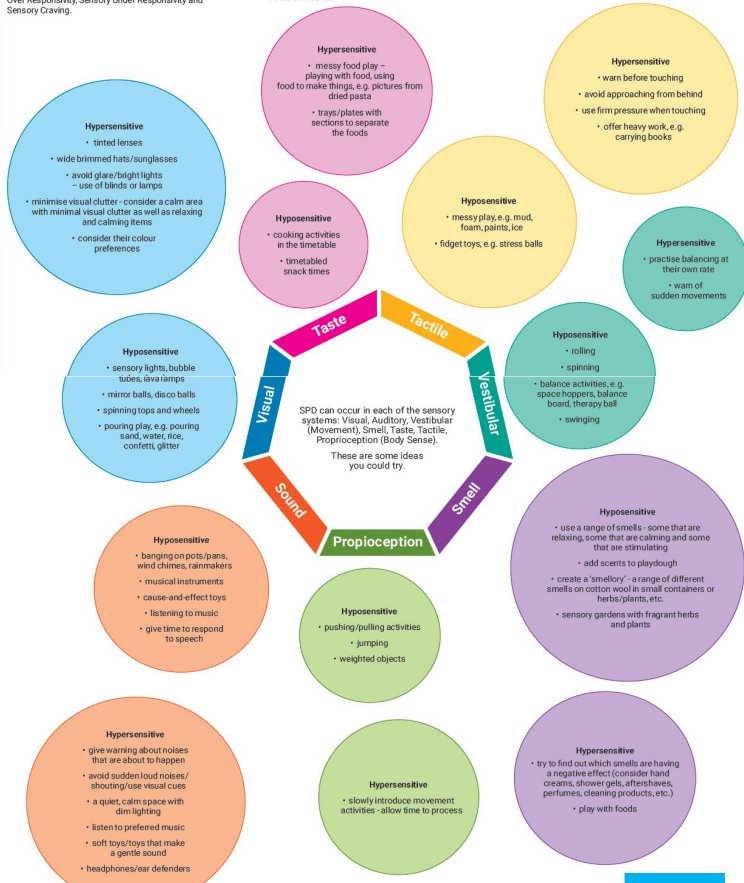 Over Responsivity, Sensory Under Responsivity and
Sensory Craving.
Hypersensitive
• messy food play –
playing with food, using
food to make things, e.g. pictures from
dried pasta
• trays/plates with
sections to separate
the foods
Hypersensitive
• warn before touching
• avoid approaching from behind
• use firm pressure when touching
• offer heavy work, e.g.
carrying books
Hypersensitive
• tinted lenses
• wide brimmed hats/sunglasses
• avoid glare/bright lights
– use of blinds or lamps
• minimise visual clutter - consider a calm area
with minimal visual clutter as well as relaxing
and calming items
• consider their colour
preferences
Hyposensitive
• cooking activities
in the timetable
• timetabled
snack times
Hyposensitive
• messy play, e.g. mud,
foam, paints, ice
• fidget toys, e.g. stress balls
Hypersensitive
• practise balancing at
their own rate
• warn of
sudden movements
Hyposensitive
• sensory lights, bubble
tubes, lava lamps
• mirror balls, disco balls
• spinning tops and wheels
• pouring play, e.g. pouring
sand, water, rice,
confetti, glitter
Taste
Tactile
Visual
Vestibular
Sound
Smell
Propioception
SPD can occur in each of the sensory
systems: Visual, Auditory, Vestibular
(Movement), Smell, Taste, Tactile,
Proprioception (Body Sense).
These are some ideas
you could try.
Hyposensitive
• rolling
• spinning
• balance activities, e.g.
space hoppers, balance
board, therapy ball
• swinging
Hyposensitive
• banging on pots/pans,
wind chimes, rainmakers
• musical instruments
• cause-and-effect toys
• listening to music
• give time to respond
to speech
Hyposensitive
• pushing/pulling activities
• jumping
• weighted objects
Hyposensitive
• use a range of smells - some that are
relaxing, some that are calming and some
that are stimulating
• add scents to playdough
• create a 'smellory' - a range of different
smells on cotton wool in small containers or
herbs/plants, etc.
• sensory gardens with fragrant herbs
and plants
Hypersensitive
• give warning about noises
that are about to happen
• avoid sudden loud noises/
shouting/use visual cues
• a quiet, calm space with
dim lighting
• listen to preferred music
• soft toys/toys that make
a gentle sound
• headphones/ear defenders
Hypersensitive
• slowly introduce movement
activities - allow time to process
Hypersensitive
• try to find out which smells are having
a negative effect (consider hand
creams, shower gels, aftershaves,
perfumes, cleaning products, etc.)
• play with foods